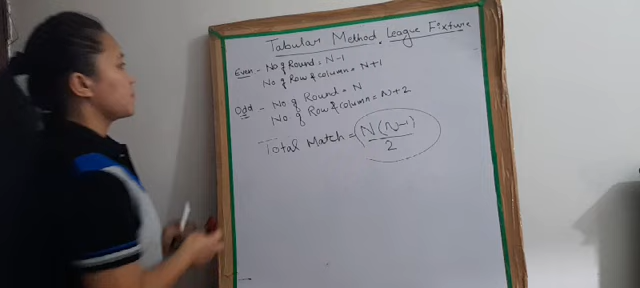 Tabular Method. League Fixture
Even - No of Round = N-1
No of Row & column = N+1
Odd - No of Round = N
No of Row & column = N+2
Total Match = N(N-1)/2